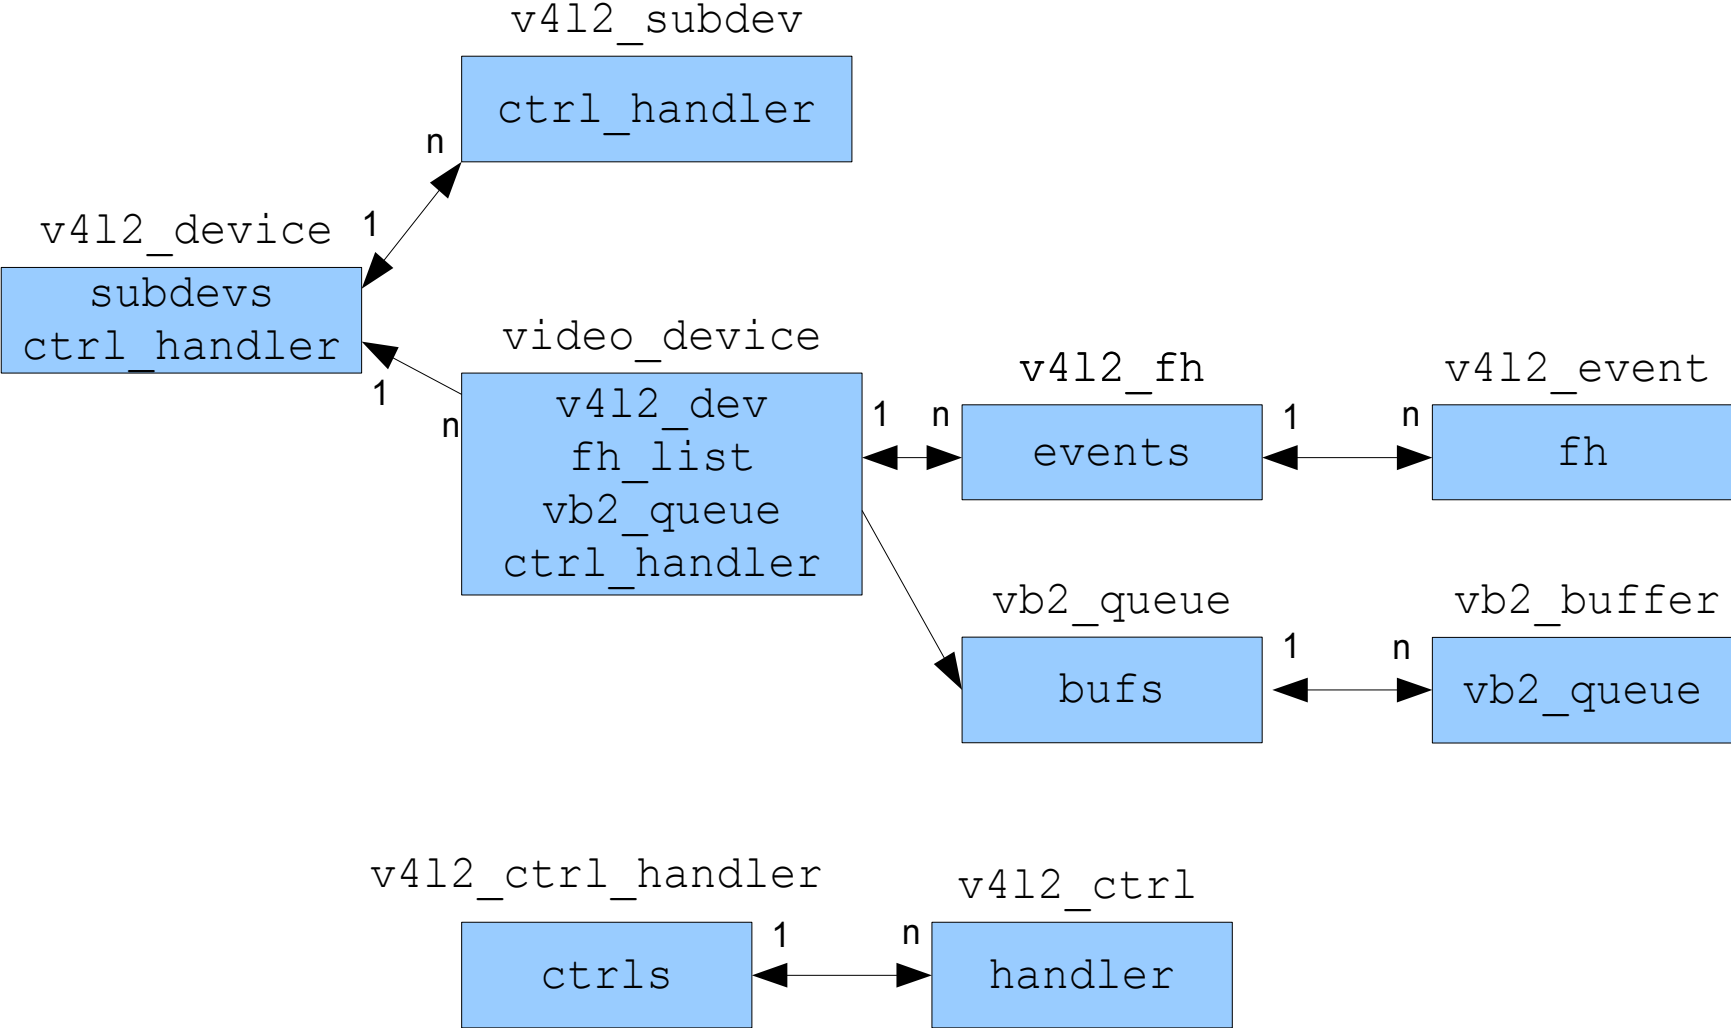 v4l2_subdev
ctrl_handler
n
1
v4l2_device
subdevs
ctrl_handler
1
n
video_device
v4l2_dev
fh_list
vb2_queue
ctrl_handler
1
n
v4l2_fh
events
1
n
v4l2_event
fh
vb2_queue
bufs
1
n
vb2_buffer
vb2_queue
v4l2_ctrl_handler
ctrls
1
n
v4l2_ctrl
handler